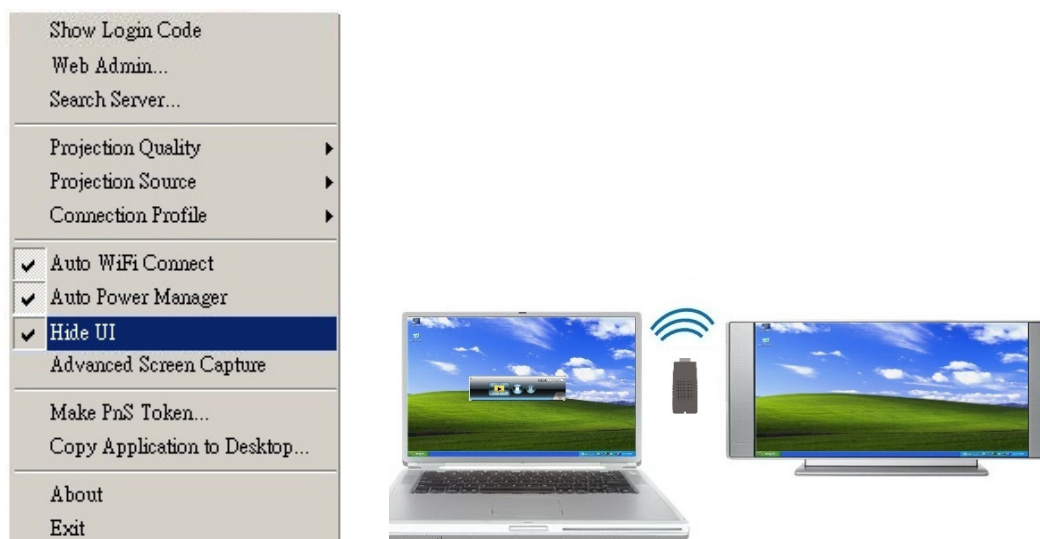 Show Login Code
Web Admin...
Search Server...
Projection Quality
Projection Source
Connection Profile
Auto WiFi Connect
Auto Power Manager
Hide UI
Advanced Screen Capture
Make PnS Token...
Copy Application to Desktop...
About
Exit